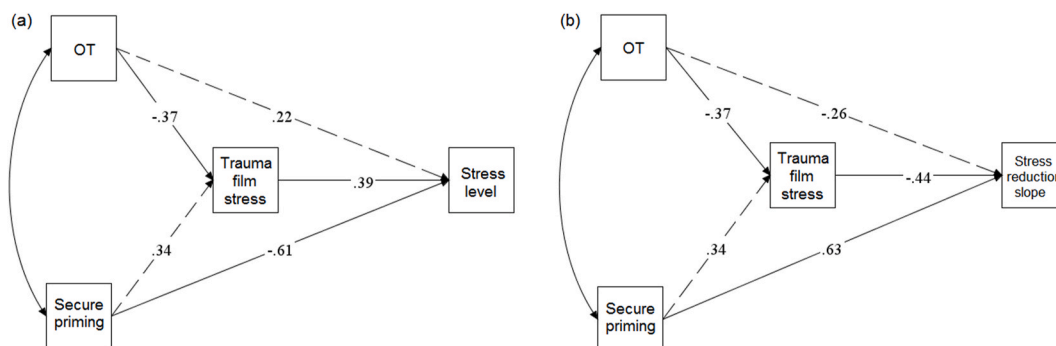 (a)
OT
-.37
.22
Trauma
film
stress
.39
Stress
level
.34
-.61
Secure
priming
(b)
OT
-.37
-.26
Trauma
film
stress
-.44
Stress
reduction
slope
.34
.63
Secure
priming